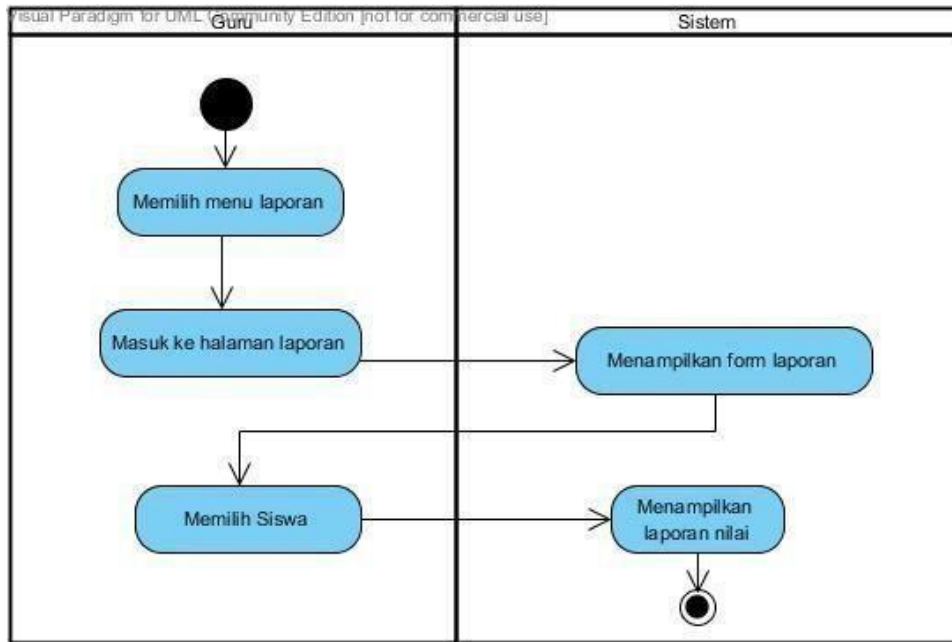 Visual Paradigm for UML Community Edition [not for commercial use]
Guru
Sistem
Memilih menu laporan
Masuk ke halaman laporan
Menampilkan form laporan
Memilih Siswa
Menampilkan
laporan nilai